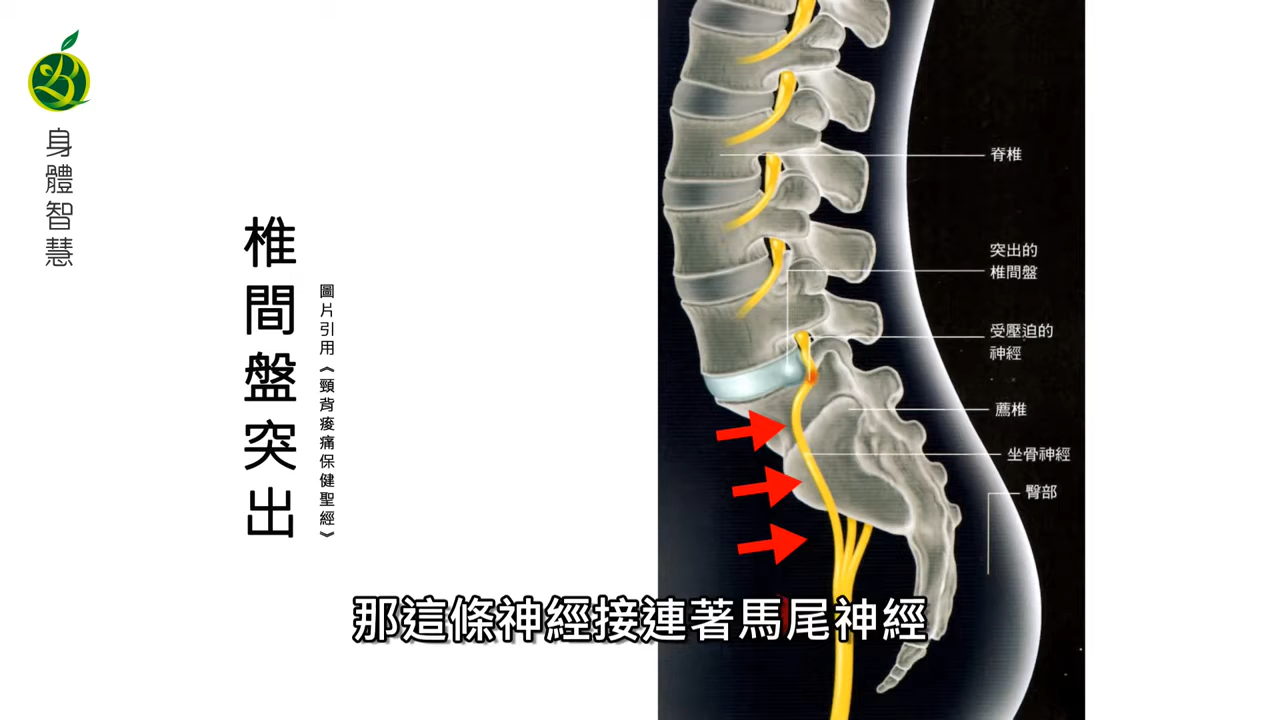 身體智慧
椎間盤突出
圖片引用《頸背痠痛保健聖經》
脊椎
突出的
椎間盤
受壓迫的
神經
薦椎
坐骨神經
臀部
那這條神經接連著馬尾神經